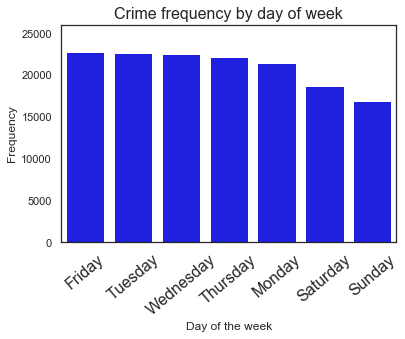 Crime frequency by day of week
25000
20000
15000
10000
5000
0
Frequency
Friday
Tuesday
Wednesday
Thursday
Monday
Saturday
Sunday
Day of the week